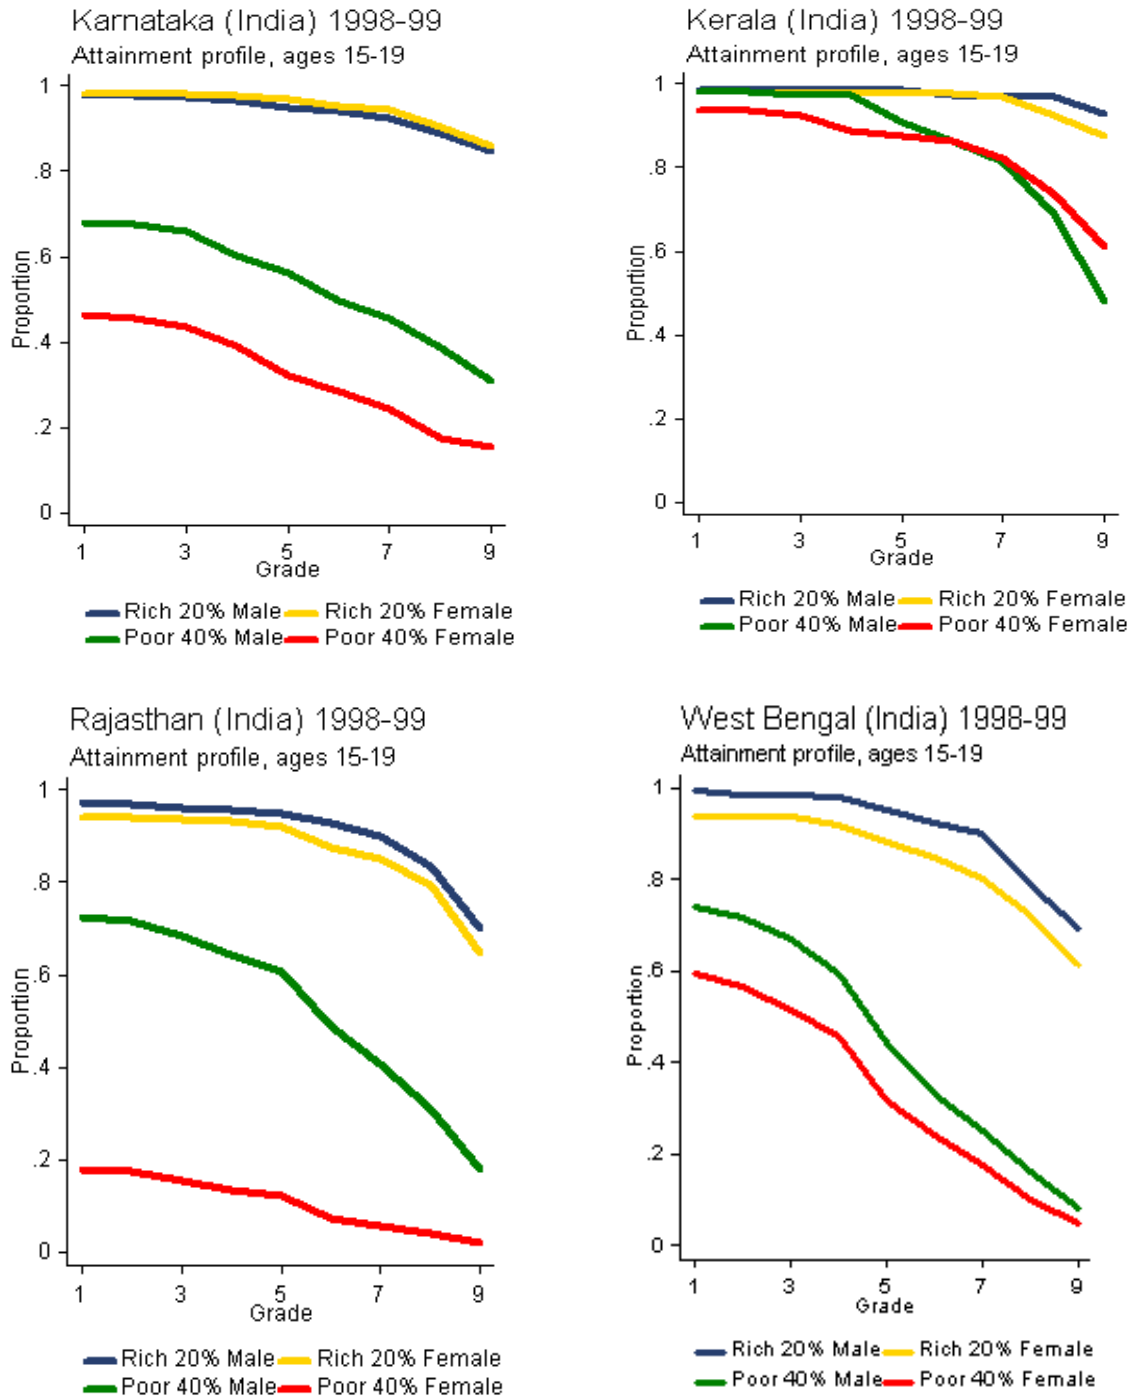 Karnataka (India) 1998-99
Attainment profile, ages 15-19
1
.8
.6
.4
.2
0
Proportion
1 3 5 7 9
Grade
Rich 20% Male Rich 20% Female
Poor 40% Male Poor 40% Female
Kerala (India) 1998-99
Attainment profile, ages 15-19
1
.8
.6
.4
.2
0
Proportion
1 3 5 7 9
Grade
Rich 20% Male Rich 20% Female
Poor 40% Male Poor 40% Female
Rajasthan (India) 1998-99
Attainment profile, ages 15-19
1
.8
.6
.4
.2
0
Proportion
1 3 5 7 9
Grade
Rich 20% Male Rich 20% Female
Poor 40% Male Poor 40% Female
West Bengal (India) 1998-99
Attainment profile, ages 15-19
1
.8
.6
.4
.2
0
Proportion
1 3 5 7 9
Grade
Rich 20% Male Rich 20% Female
Poor 40% Male Poor 40% Female